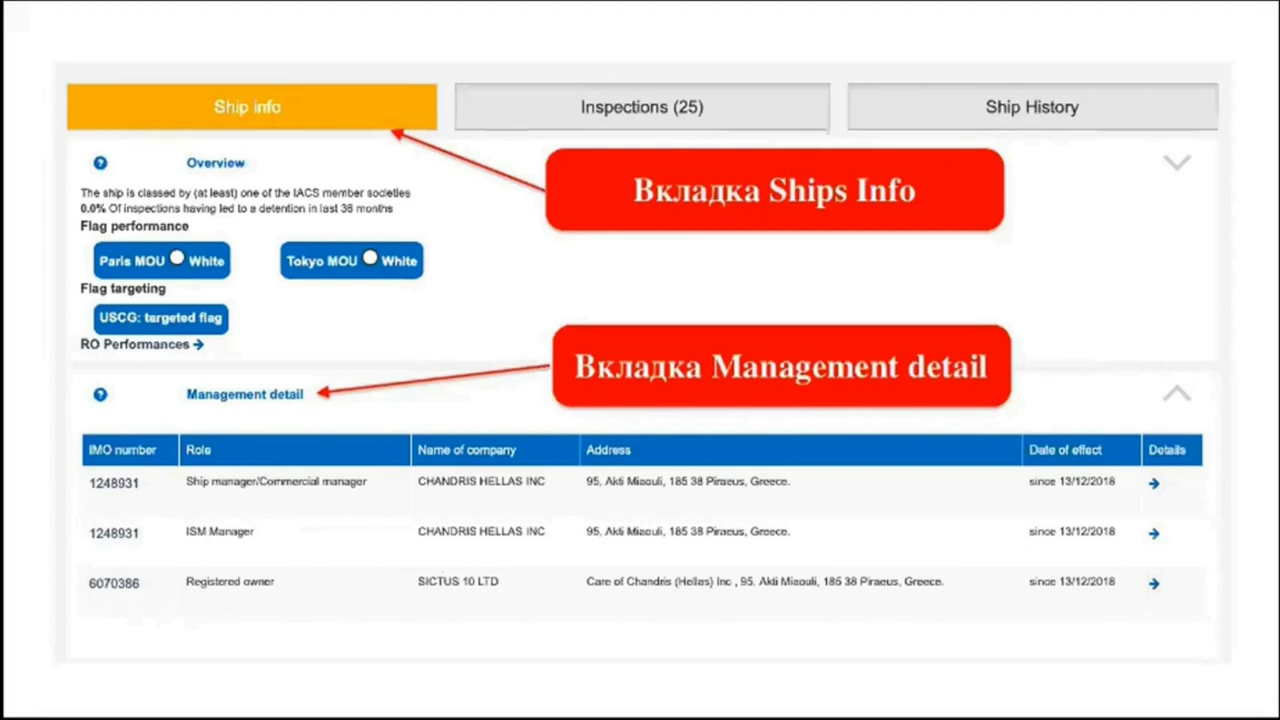 Ship info
Inspections (25)
Ship History
Overview
Вкладка Ships Info
The ship is classed by (at least) one of the IACS member societies
0.0% Of inspections having led to a detention in last 36 months
Flag performance
Paris MOU White
Tokyo MOU White
Flag targeting
USCG: targeted flag
RO Performances
Вкладка Management detail
Management detail
IMO number Role Name of company Address Date of effect Details
1248931 Ship manager/Commercial manager CHANDRIS HELLAS INC 95, Akti Miaouli, 185 38 Piraeus, Greece. since 13/12/2018
1248931 ISM Manager CHANDRIS HELLAS INC 95, Akti Miaouli, 185 38 Piraeus, Greece. since 13/12/2018
6070386 Registered owner SICTUS 10 LTD Care of Chandris (Hellas) Inc , 95, Akti Miaouli, 185 38 Piraeus, Greece. since 13/12/2018